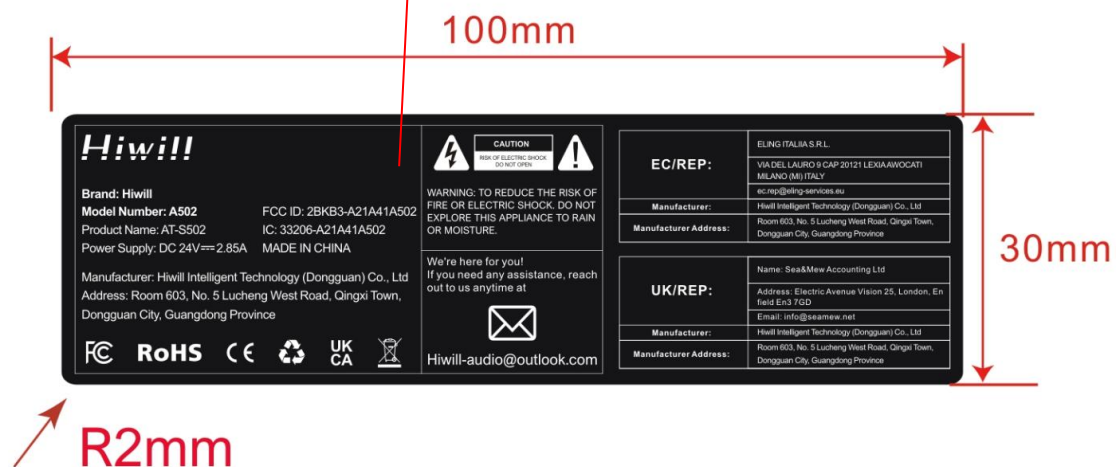 100mm
Hiwill
Brand: Hiwill
Model Number: A502
FCC ID: 2BKB3-A21A41A502
Product Name: AT-S502
IC: 33206-A21A41A502
Power Supply: DC 24V⎓2.85A
MADE IN CHINA
Manufacturer: Hiwill Intelligent Technology (Dongguan) Co., Ltd
Address: Room 603, No. 5 Lucheng West Road, Qingxi Town,
Dongguan City, Guangdong Province
FC
RoHS
CE
UK
CA
CAUTION
RISK OF ELECTRIC SHOCK
DO NOT OPEN
WARNING: TO REDUCE THE RISK OF
FIRE OR ELECTRIC SHOCK. DO NOT
EXPLORE THIS APPLIANCE TO RAIN
OR MOISTURE.
We're here for you!
If you need any assistance, reach
out to us anytime at
Hiwill-audio@outlook.com
EC/REP:
ELING ITALIIA S.R.L.
VIA DEL LAURO 9 CAP 20121 LEXIA AWOCATI
MILANO (MI) ITALY
ec.rep@eling-services.eu
Manufacturer:
Hiwill Intelligent Technology (Dongguan) Co., Ltd
Manufacturer Address:
Room 603, No. 5 Lucheng West Road, Qingxi Town,
Dongguan City, Guangdong Province
UK/REP:
Name: Sea&Mew Accounting Ltd
Address: Electric Avenue Vision 25, London, En
field En3 7GD
Email: info@seamew.net
Manufacturer:
Hiwill Intelligent Technology (Dongguan) Co., Ltd
Manufacturer Address:
Room 603, No. 5 Lucheng West Road, Qingxi Town,
Dongguan City, Guangdong Province
30mm
R2mm